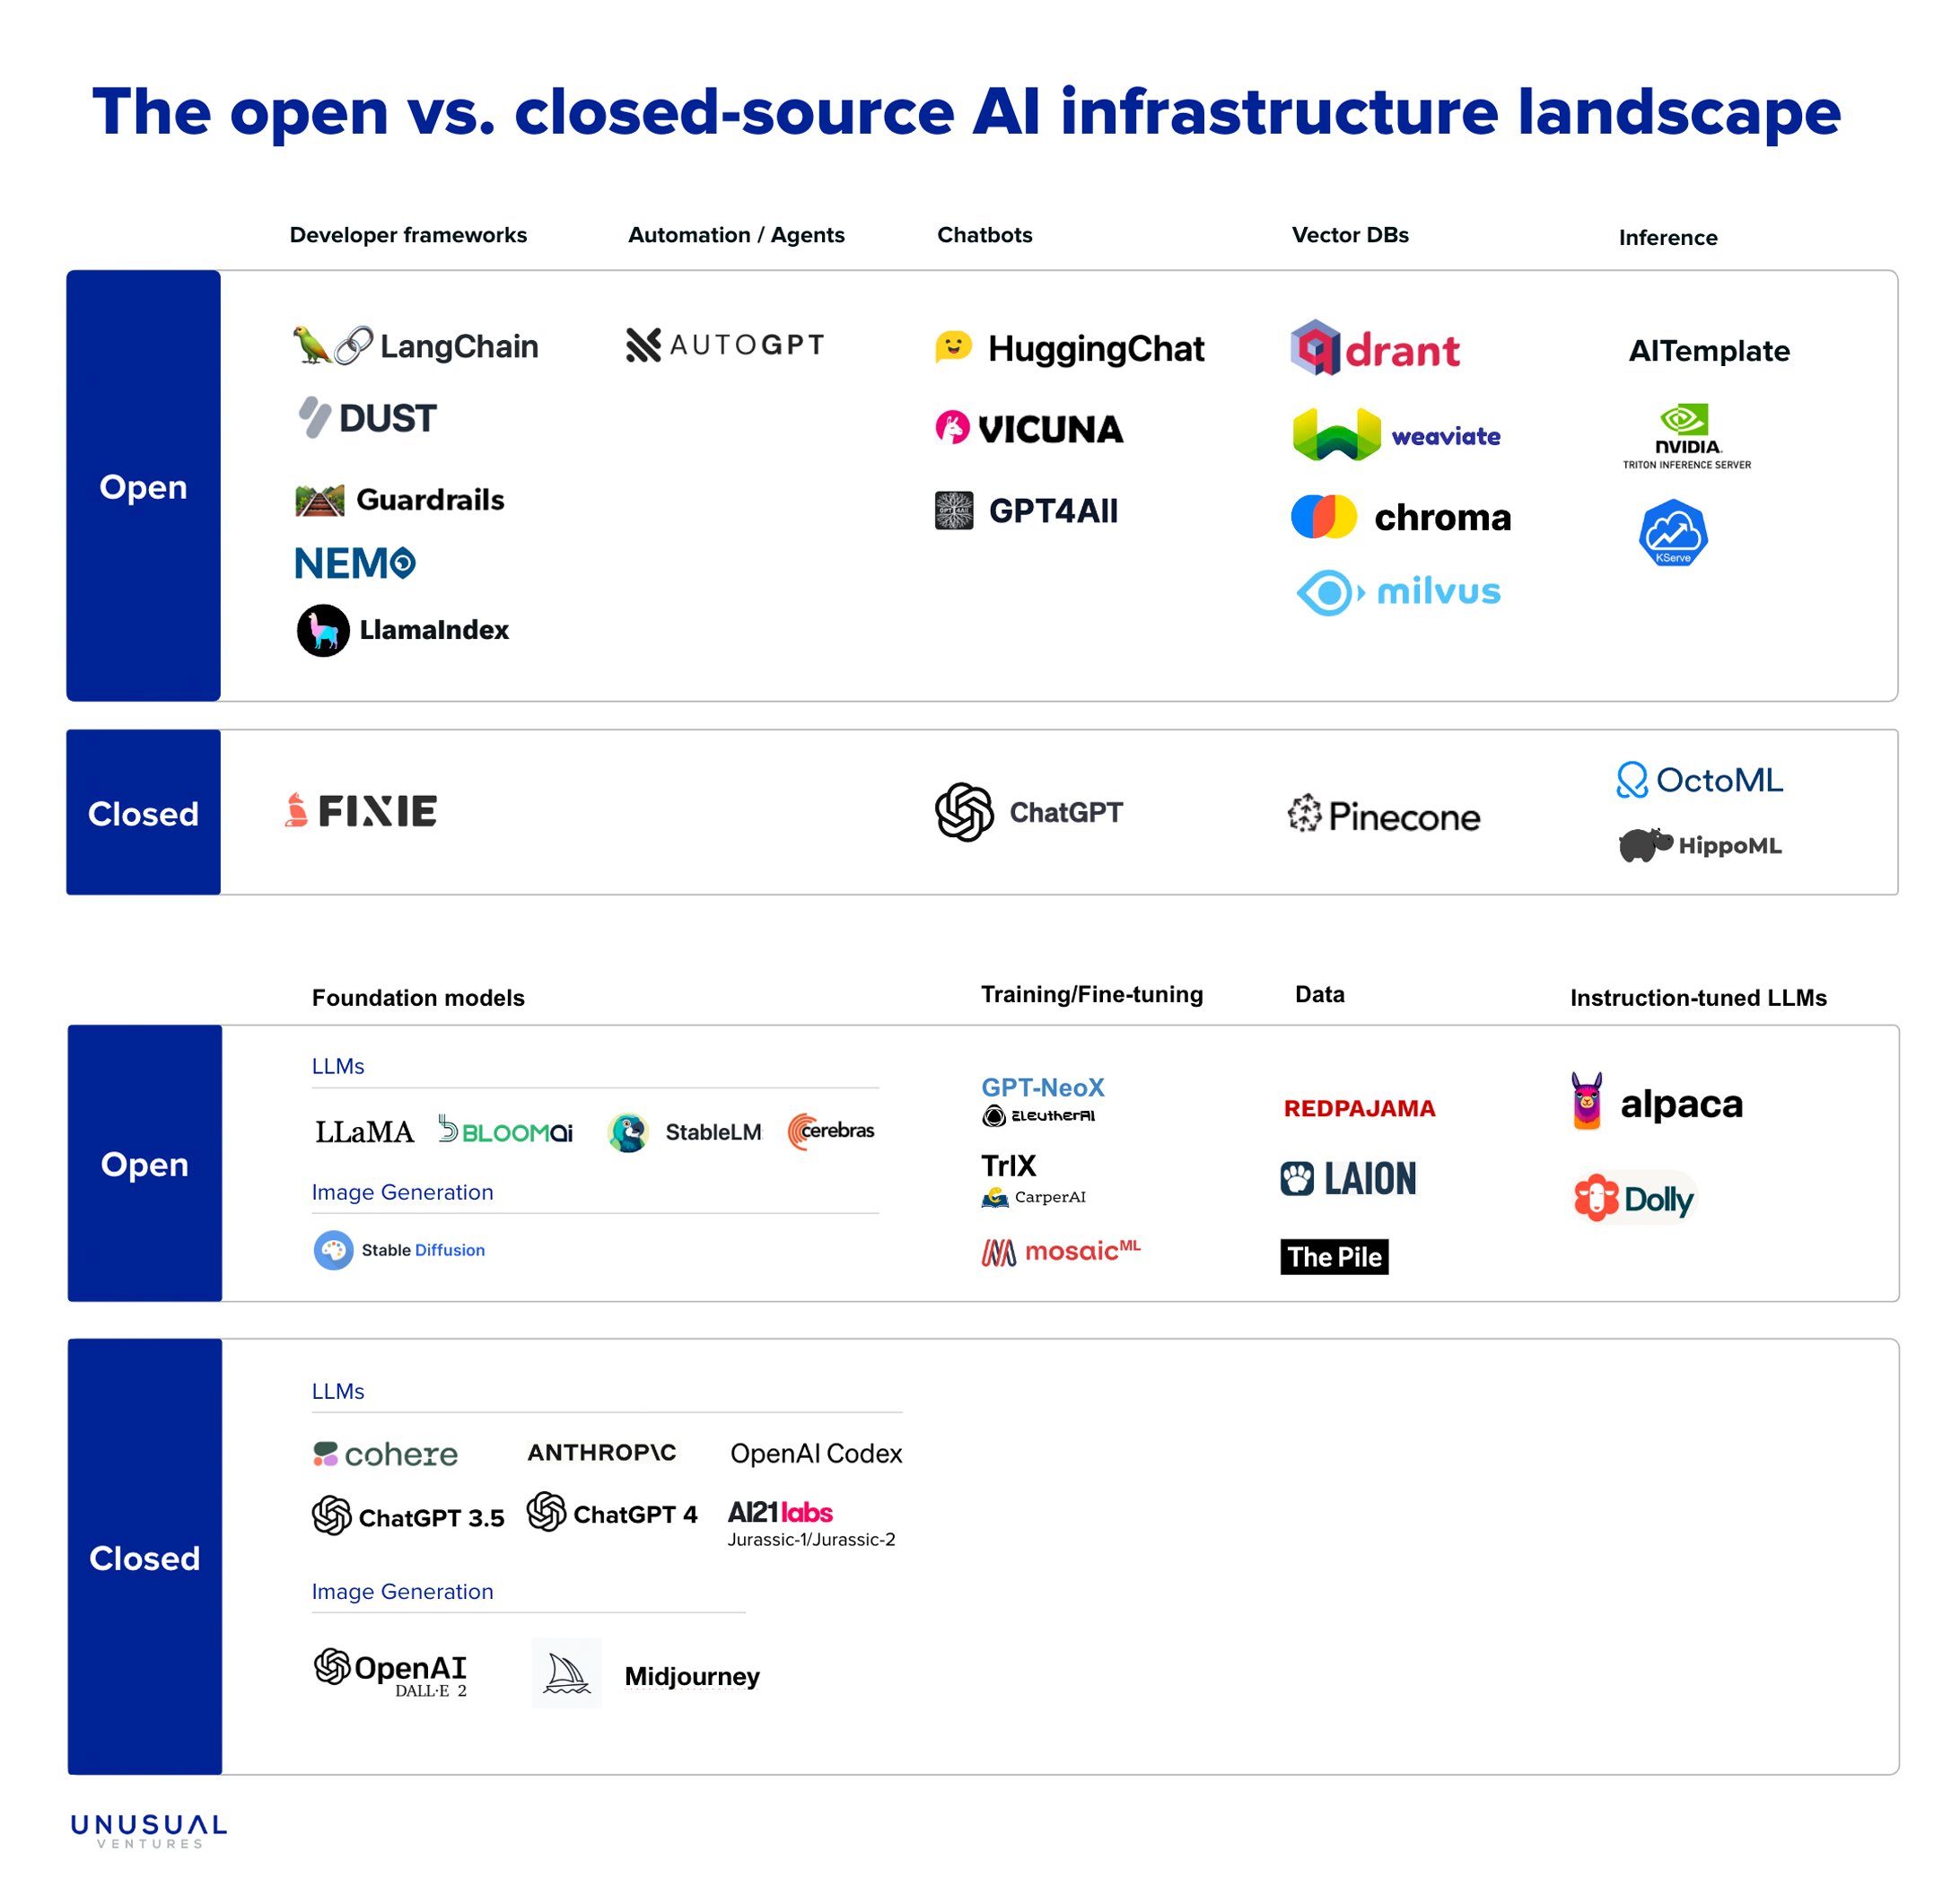 The open vs. closed-source AI infrastructure landscape
Developer frameworks
Automation / Agents
Chatbots
Vector DBs
Inference
Open
LangChain
DUST
Guardrails
NEMO
LlamaIndex
AUTOGPT
HuggingChat
VICUNA
GPT4All
GPT4All
qdrant
weaviate
chroma
milvus
AITemplate
NVIDIA.
TRITON INFERENCE SERVER
KServe
Closed
FIXIE
ChatGPT
Pinecone
OctoML
HippoML
Foundation models
Training/Fine-tuning
Data
Instruction-tuned LLMs
Open
LLMs
LLaMA
BLOOMai
StableLM
cerebras
Image Generation
Stable Diffusion
GPT-NeoX
ELEutherAI
TrlX
CarperAI
mosaicML
REDPAJAMA
LAION
The Pile
alpaca
Dolly
Closed
LLMs
cohere
ANTHROP\C
OpenAI Codex
ChatGPT 3.5
ChatGPT 4
AI21labs
Jurassic-1/Jurassic-2
Image Generation
OpenAI
DALL·E 2
Midjourney
UNUSUAL
VENTURES